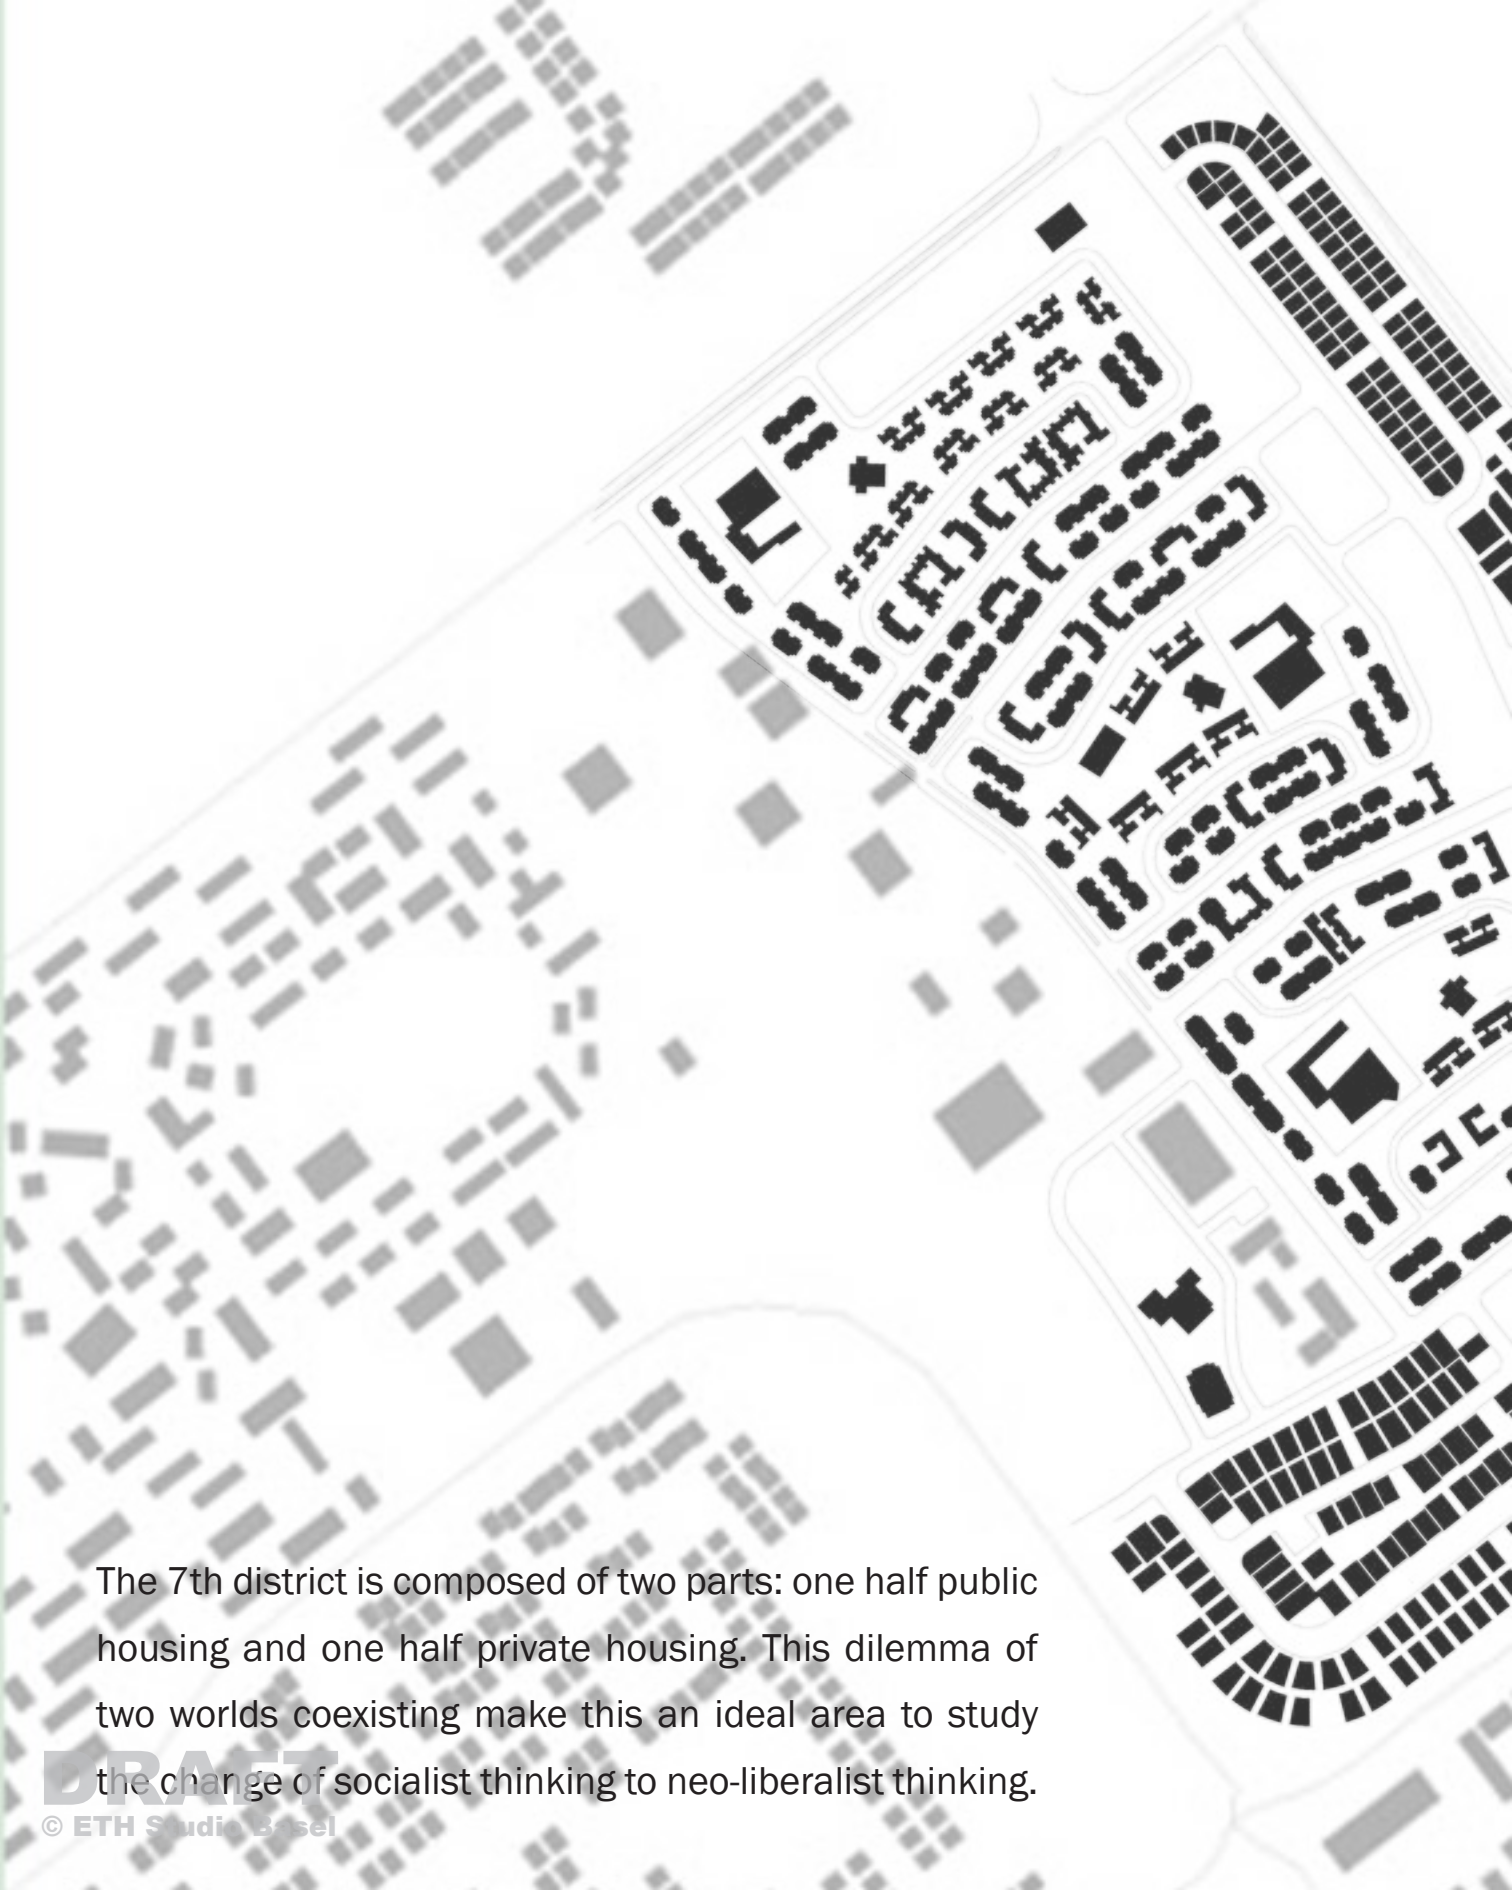 The 7th district is composed of two parts: one half public
housing and one half private housing. This dilemma of
two worlds coexisting make this an ideal area to study
the change of socialist thinking to neo-liberalist thinking.
DRAFT
© ETH Studio Basel